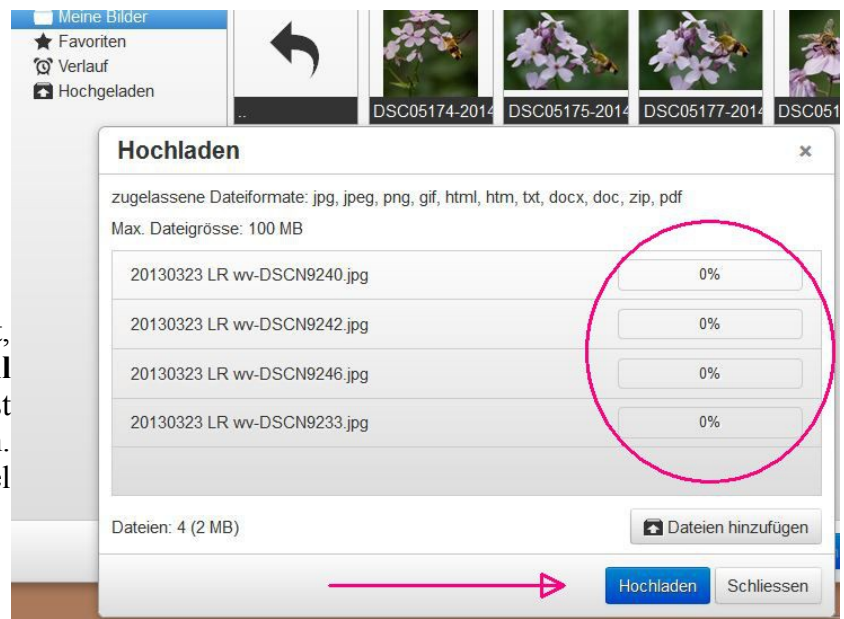 Meine Bilder
Favoriten
Verlauf
Hochgeladen
..
DSC05174-2014
DSC05175-2014
DSC05177-2014
DSC051
Hochladen
×
zugelassene Dateiformate: jpg, jpeg, png, gif, html, htm, txt, docx, doc, zip, pdf
Max. Dateigrösse: 100 MB
20130323 LR wv-DSCN9240.jpg 0%
20130323 LR wv-DSCN9242.jpg 0%
20130323 LR wv-DSCN9246.jpg 0%
20130323 LR wv-DSCN9233.jpg 0%
Dateien: 4 (2 MB) Dateien hinzufügen
Hochladen Schliessen